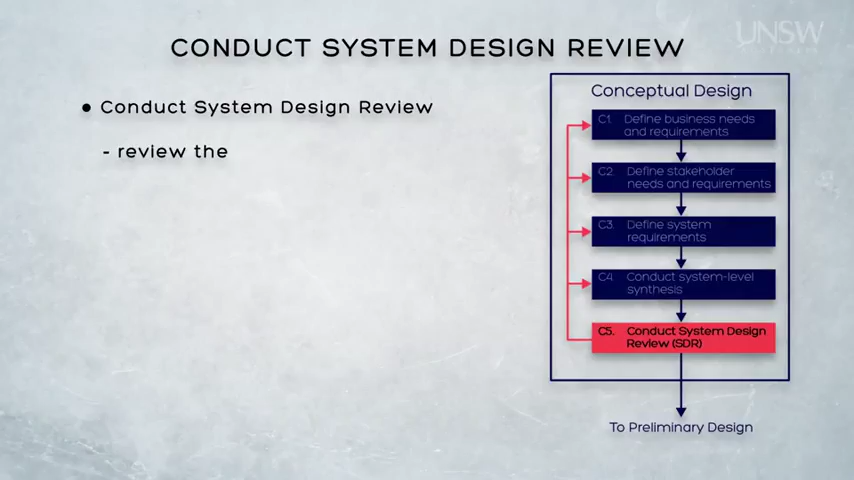 UNSW
CONDUCT SYSTEM DESIGN REVIEW
● Conduct System Design Review
- review the
Conceptual Design
C1. Define business needs
and requirements
C2. Define stakeholder
needs and requirements
C3. Define system
requirements
C4. Conduct system-level
synthesis
C5. Conduct System Design
Review (SDR)
To Preliminary Design